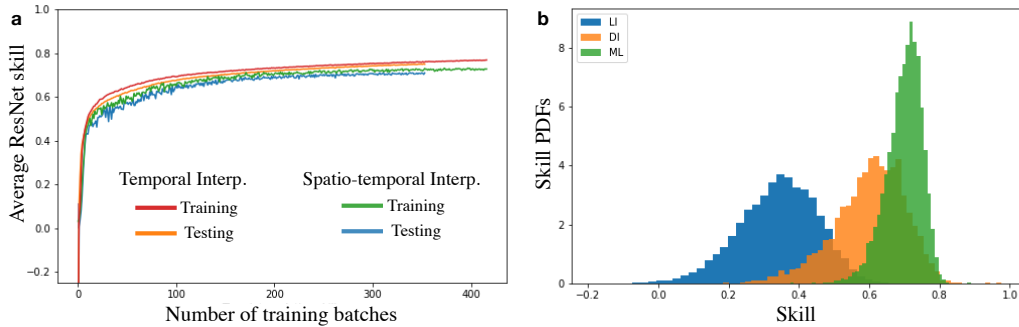 a
Average ResNet skill
1.0
0.8
0.6
0.4
0.2
0.0
−0.2
Temporal Interp.
Training
Testing
Spatio-temporal Interp.
Training
Testing
0 100 200 300 400
Number of training batches
b
LI
DI
ML
Skill PDFs
8
6
4
2
0
−0.2 0.0 0.2 0.4 0.6 0.8 1.0
Skill